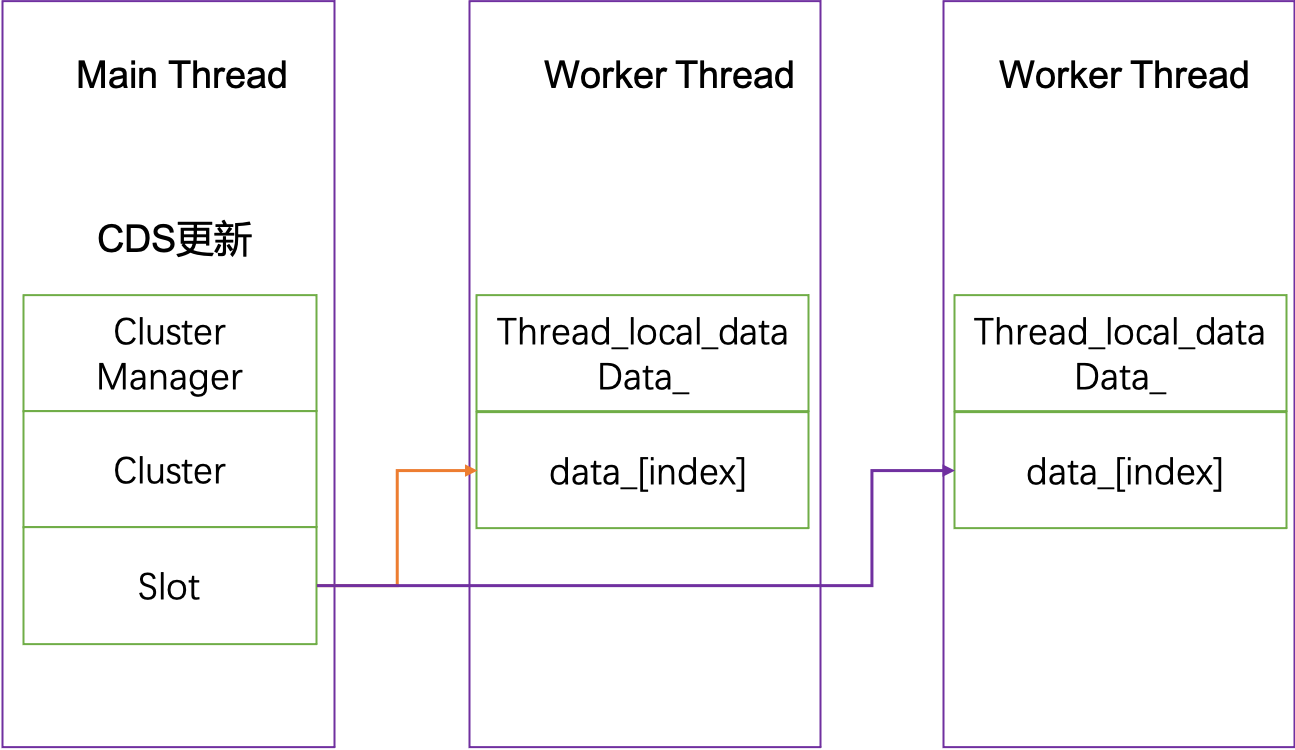 Main Thread
CDS更新
Cluster
Manager
Cluster
Slot
Worker Thread
Thread_local_data
Data_
data_[index]
Worker Thread
Thread_local_data
Data_
data_[index]